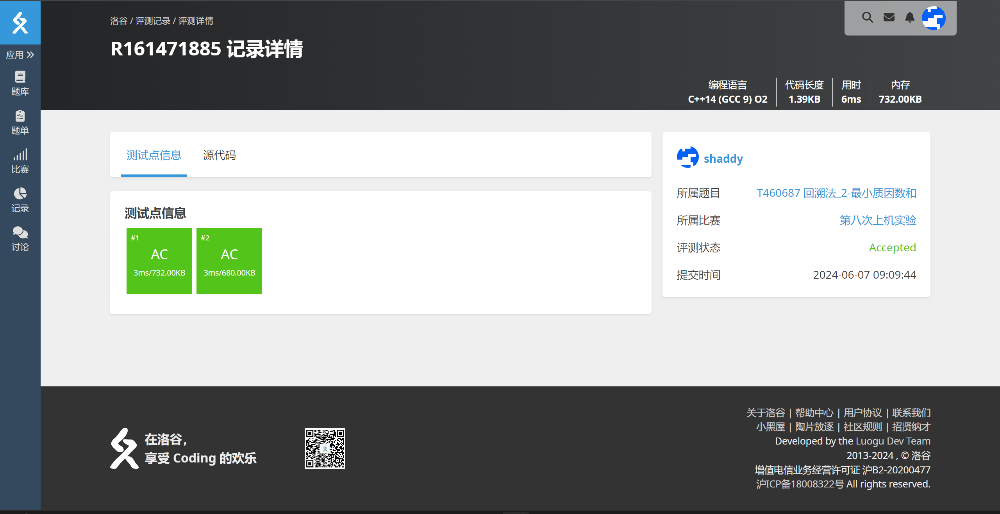 洛谷 / 评测记录 / 评测详情
R161471885 记录详情
编程语言
C++14 (GCC 9) O2
代码长度
1.39KB
用时
6ms
内存
732.00KB
应用
题库
题单
比赛
记录
讨论
测试点信息
源代码
测试点信息
#1
AC
3ms/732.00KB
#2
AC
3ms/680.00KB
shaddy
所属题目 T460687 回溯法_2-最小质因数和
所属比赛 第八次上机实验
评测状态 Accepted
提交时间 2024-06-07 09:09:44
在洛谷，
享受 Coding 的欢乐
关于洛谷 | 帮助中心 | 用户协议 | 联系我们
小黑屋 | 陶片放逐 | 社区规则 | 招贤纳才
Developed by the Luogu Dev Team
2013-2024 , © 洛谷
增值电信业务经营许可证 沪B2-20200477
沪ICP备18008322号 All rights reserved.